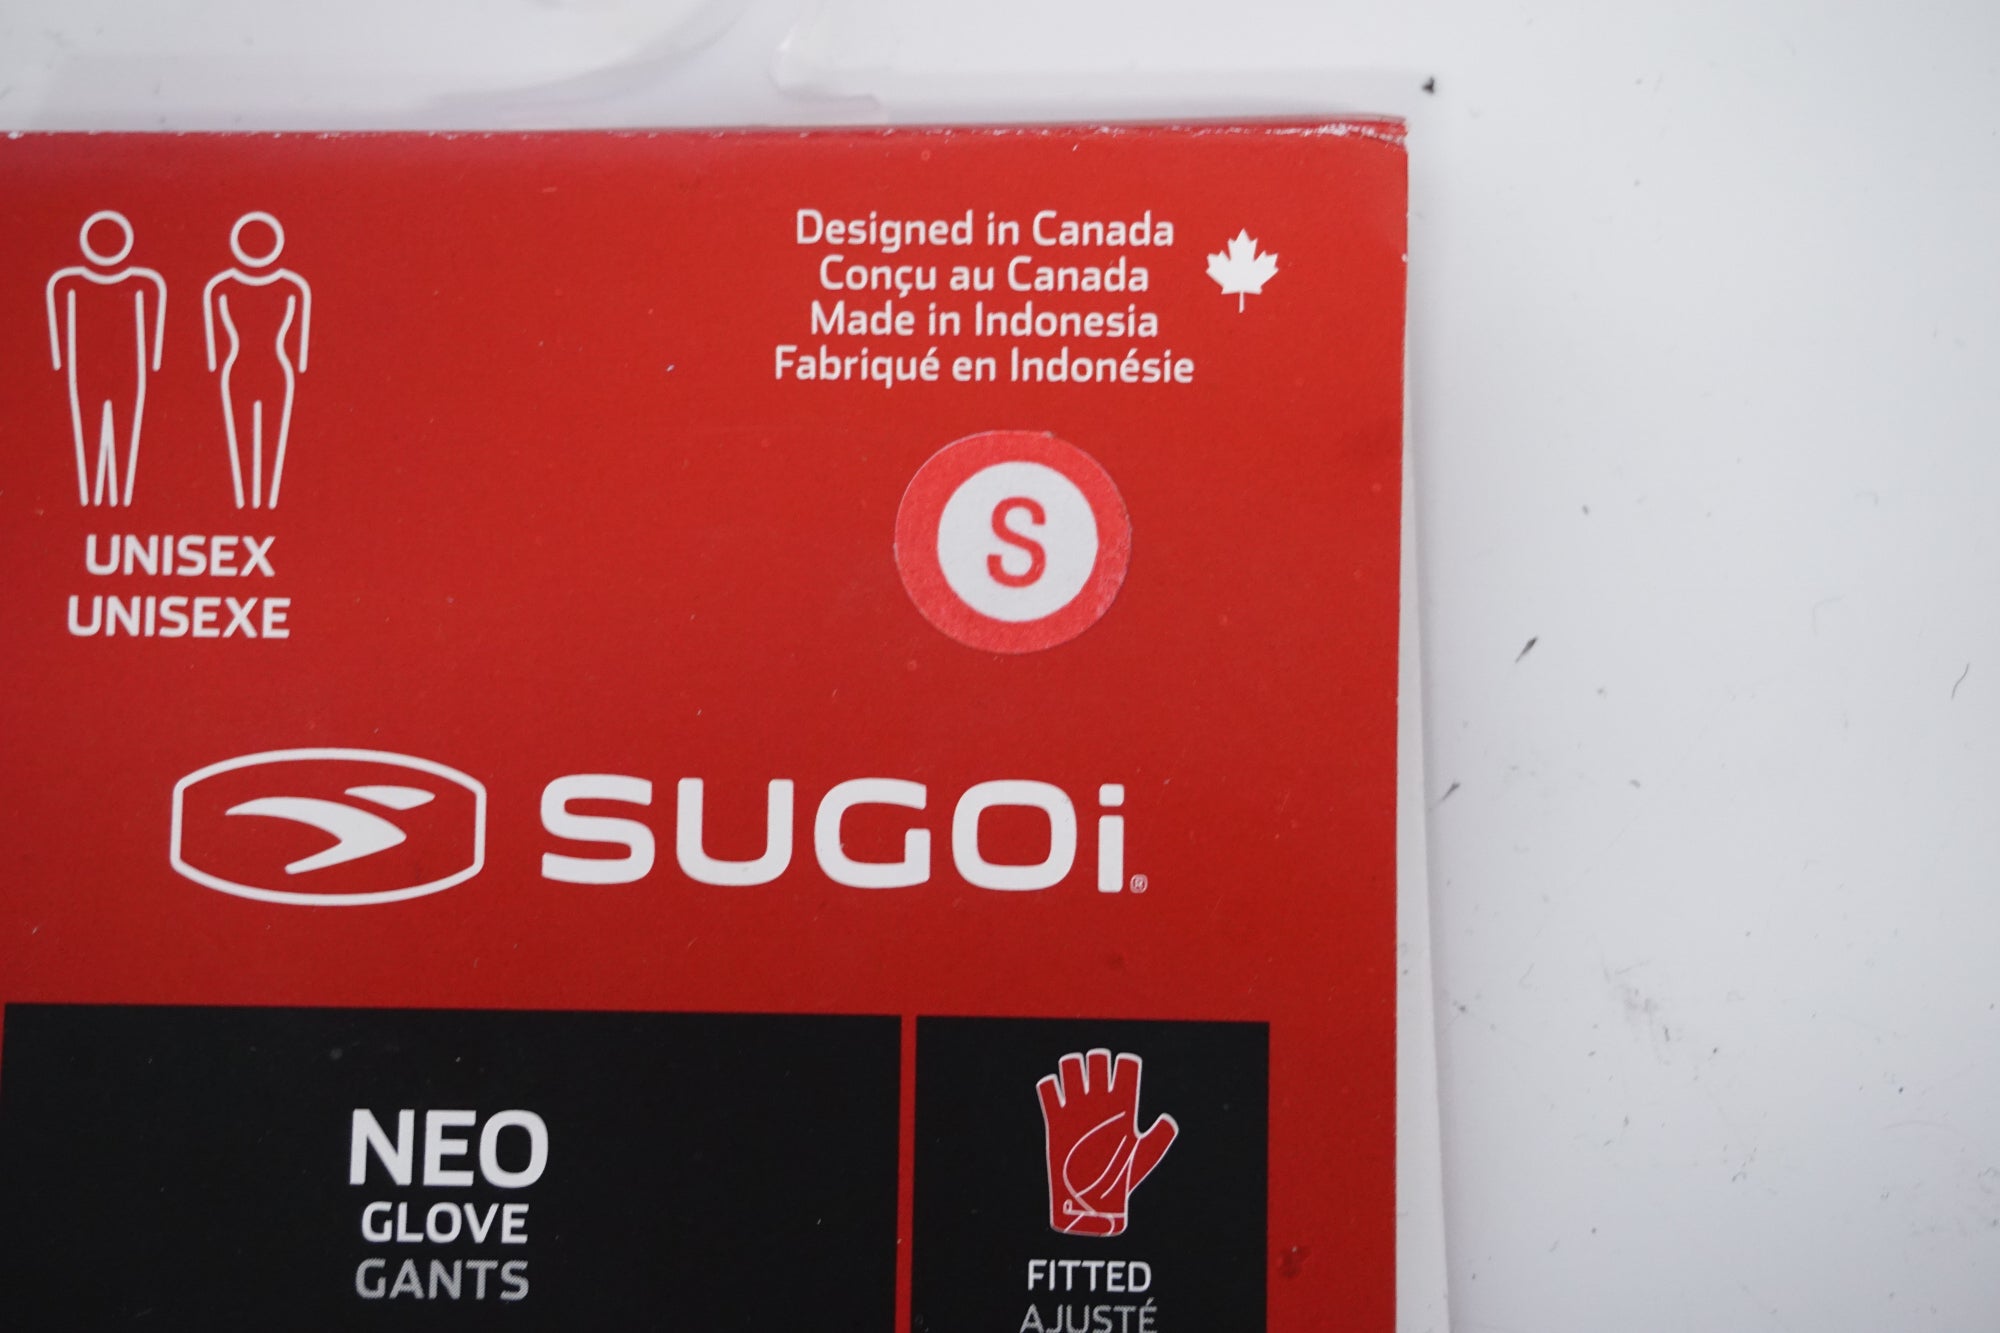 Designed in Canada
Conçu au Canada
Made in Indonesia
Fabriqué en Indonésie
S
UNISEX
UNISEXE
SUGOi®
NEO
GLOVE
GANTS
FITTED
AJUSTÉ